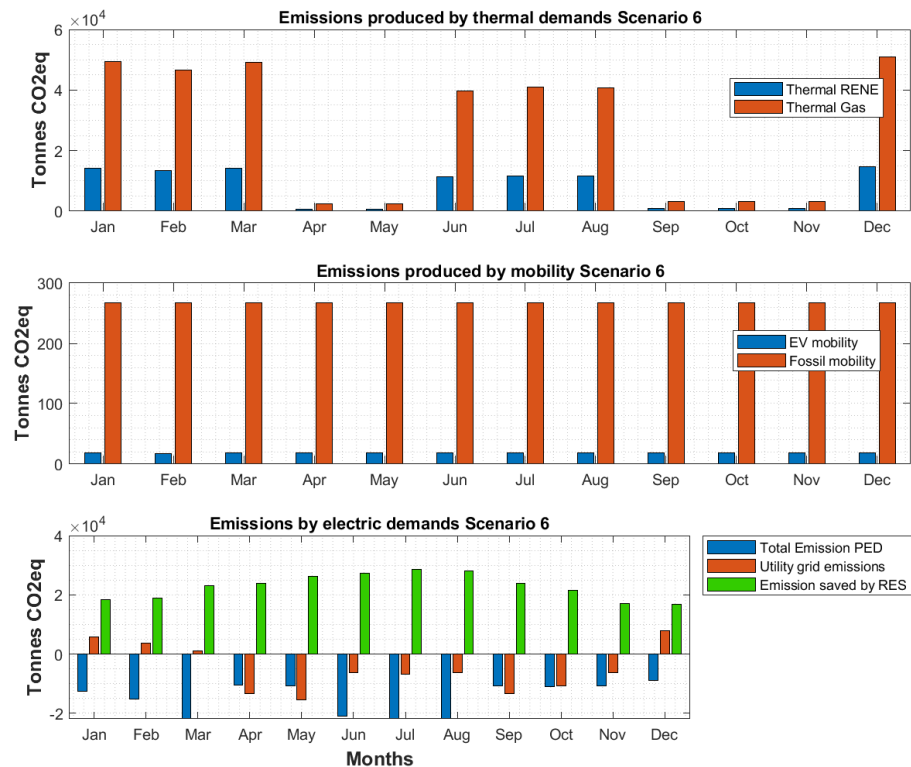 Emissions produced by thermal demands Scenario 6
×10^4
6
4
2
0
Tonnes CO2eq
Thermal RENE
Thermal Gas
Jan Feb Mar Apr May Jun Jul Aug Sep Oct Nov Dec
Emissions produced by mobility Scenario 6
300
200
100
0
Tonnes CO2eq
EV mobility
Fossil mobility
Jan Feb Mar Apr May Jun Jul Aug Sep Oct Nov Dec
Emissions by electric demands Scenario 6
×10^4
4
2
0
-2
Tonnes CO2eq
Total Emission PED
Utility grid emissions
Emission saved by RES
Jan Feb Mar Apr May Jun Jul Aug Sep Oct Nov Dec
Months